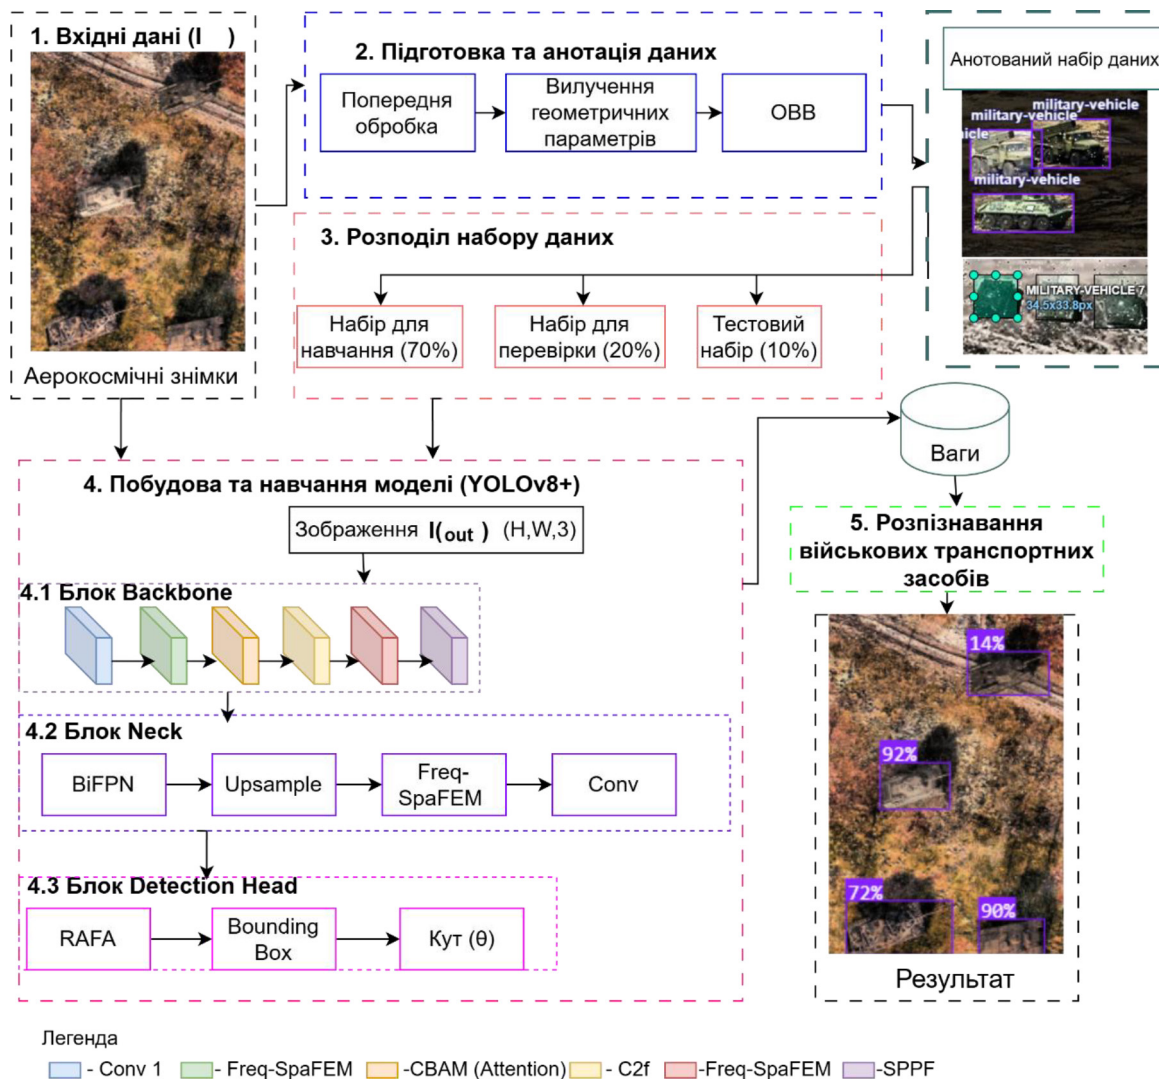 1. Вхідні дані (I )
Аерокосмічні знімки
2. Підготовка та анотація даних
Попередня
обробка
Вилучення
геометричних
параметрів
OBB
Анотований набір даних
military-vehicle
military-vehicle
icle
military-vehicle
MILITARY-VEHICLE 7
34.5x33.8px
3. Розподіл набору даних
Набір для
навчання (70%)
Набір для
перевірки (20%)
Тестовий
набір (10%)
4. Побудова та навчання моделі (YOLOv8+)
Зображення I(out ) (H,W,3)
4.1 Блок Backbone
4.2 Блок Neck
BiFPN
Upsample
Freq-
SpaFEM
Conv
4.3 Блок Detection Head
RAFA
Bounding
Box
Кут (θ)
Ваги
5. Розпізнавання
військових транспортних
засобів
14%
92%
72%
90%
Результат
Легенда
- Conv 1
- Freq-SpaFEM
-CBAM (Attention)
- C2f
-Freq-SpaFEM
-SPPF